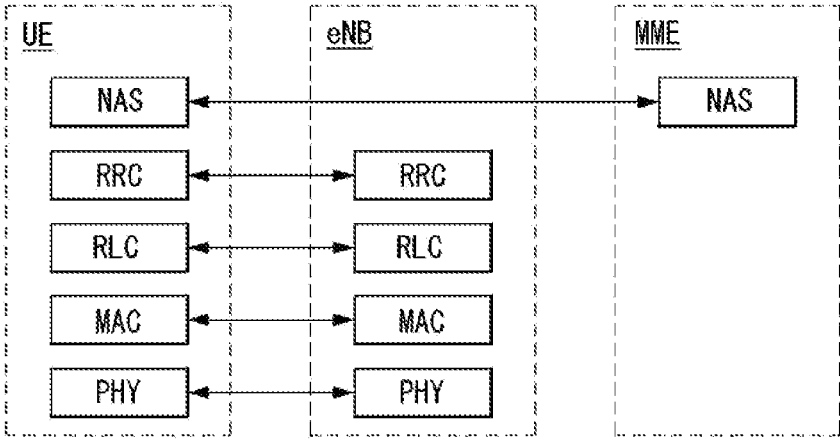 UE eNB MME
NAS NAS
RRC RRC
RLC RLC
MAC MAC
PHY PHY